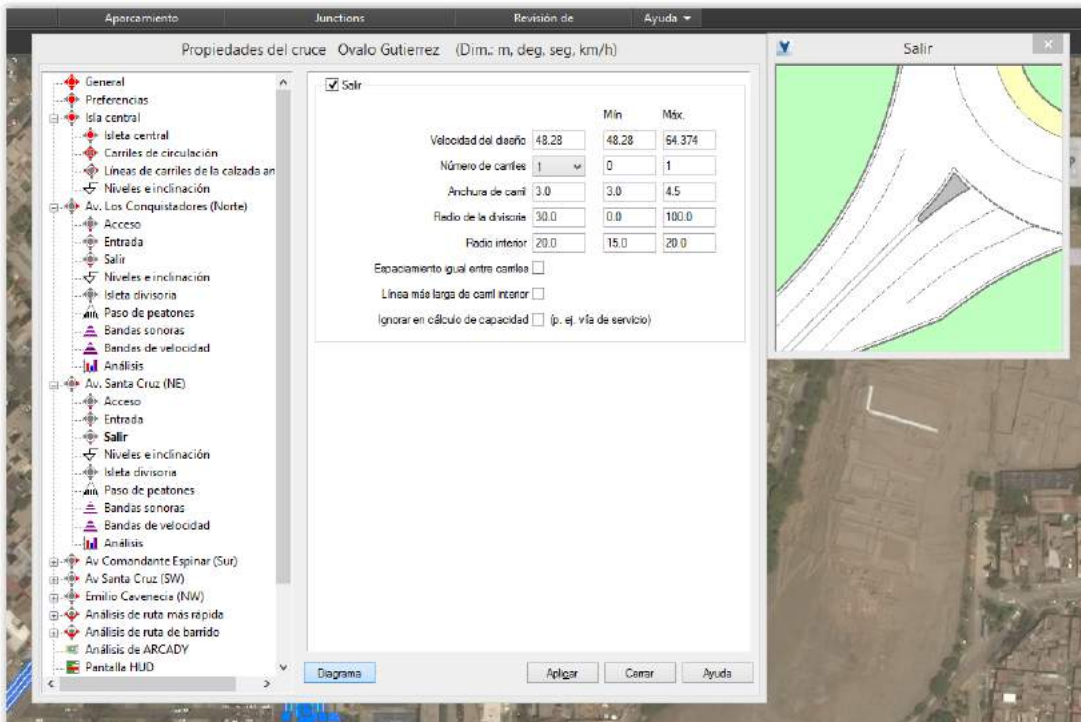 Aparcamiento Junctions Revisión de Ayuda
Propiedades del cruce Ovalo Gutierrez (Dim.: m, deg, seg, km/h)
Salir
General
Preferencias
Isla central
Isleta central
Carriles de circulación
Líneas de carriles de la calzada an
Niveles e inclinación
Av. Los Conquistadores (Norte)
Acceso
Entrada
Salir
Niveles e inclinación
Isleta divisoria
Paso de peatones
Bandas sonoras
Bandas de velocidad
Análisis
Av. Santa Cruz (NE)
Acceso
Entrada
Salir
Niveles e inclinación
Isleta divisoria
Paso de peatones
Bandas sonoras
Bandas de velocidad
Análisis
Av Comandante Espinar (Sur)
Av Santa Cruz (SW)
Emilio Cavenecia (NW)
Análisis de ruta más rápida
Análisis de ruta de barrido
Análisis de ARCADY
Pantalla HUD
Salir
Mín Máx.
Velocidad del diseño 48.28 48.28 64.374
Número de carriles 1 0 1
Anchura de carril 3.0 3.0 4.5
Radio de la divisoria 30.0 0.0 100.0
Radio interior 20.0 15.0 20.0
Espaciamiento igual entre carriles
Línea más larga de carril interior
Ignorar en cálculo de capacidad (p. ej. vía de servicio)
Diagrama Aplicar Cerrar Ayuda